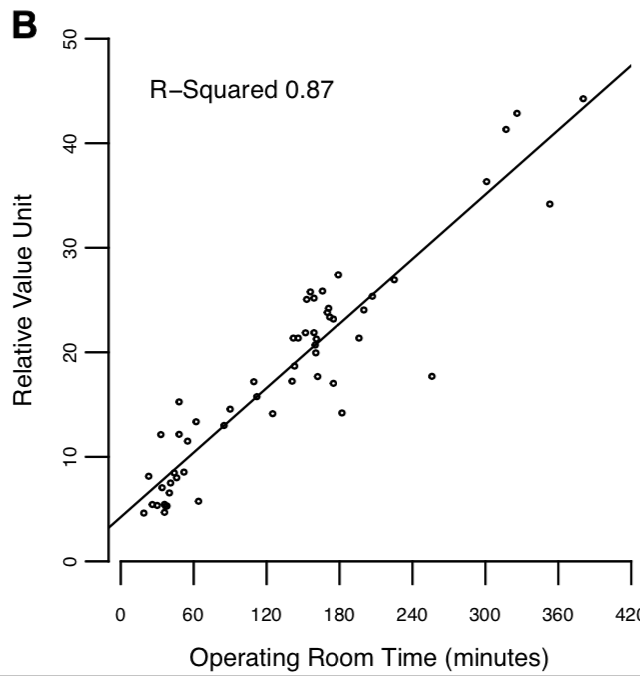 B
R−Squared 0.87
Relative Value Unit
50
40
30
20
10
0
0 60 120 180 240 300 360 420
Operating Room Time (minutes)